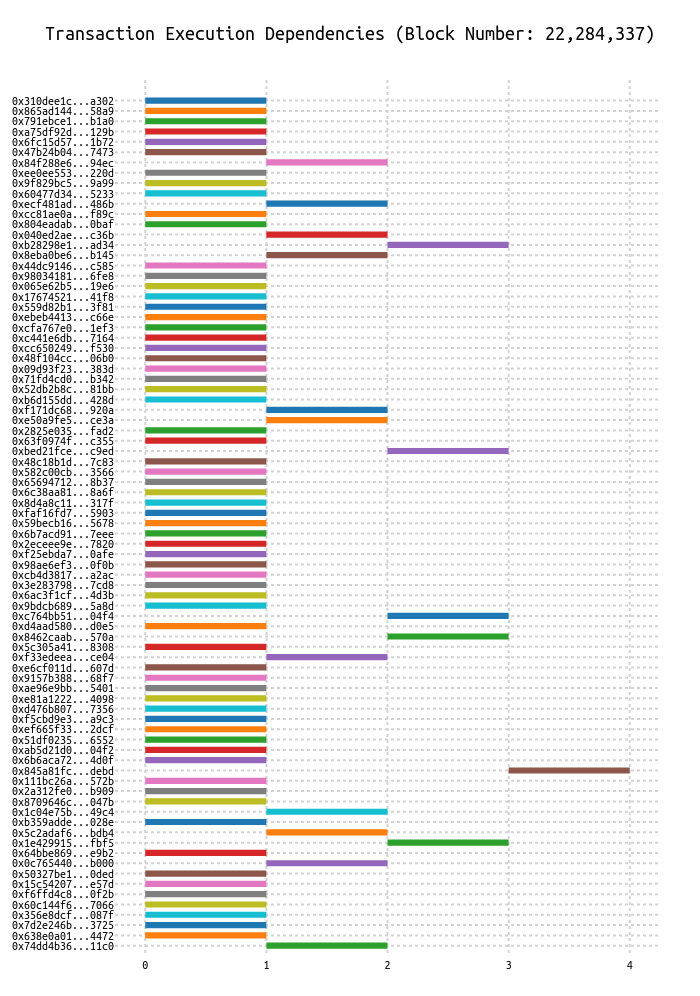 Transaction Execution Dependencies (Block Number: 22,284,337)
0x310dee1c...a302
0x865ad144...58a9
0x791ebce1...b1a0
0xa75df92d...129b
0x6fc15d57...1b72
0x47b24b04...7473
0x84f288e6...94ec
0xee0ee553...220d
0x9f829bc5...9a99
0x60477d34...5233
0xecf481ad...486b
0xcc81ae0a...f89c
0x804eadab...0baf
0x040ed2ae...c36b
0xb28298e1...ad34
0x8eba0be6...b145
0x44dc9146...c585
0x98034181...6fe8
0x065e62b5...19e6
0x17674521...41f8
0x559d82b1...3f81
0xebeb4413...c66e
0xcfa767e0...1ef3
0xc441e6db...7164
0xcc650249...f530
0x48f104cc...06b0
0x09d93f23...383d
0x71fd4cd0...b342
0x52db2b8c...81bb
0xb6d155dd...428d
0xf171dc68...920a
0xe50a9fe5...ce3a
0x2825e035...fad2
0x63f0974f...c355
0xbed21fce...c9ed
0x48c18b1d...7c83
0x582c00cb...3566
0x65694712...8b37
0x6c38aa81...8a6f
0x8d4a8c11...317f
0xfaf16fd7...5903
0x59becb16...5678
0x6b7acd91...7eee
0x2eceee9e...7820
0xf25ebda7...0afe
0x98ae6ef3...0f0b
0xcb4d3817...a2ac
0x3e283798...7cd8
0x6ac3f1cf...4d3b
0x9bdcb689...5a8d
0xc764bb51...04f4
0xd4aad580...d0e5
0x8462caab...570a
0x5c305a41...8308
0xf33edeea...ce04
0xe6cf011d...607d
0x9157b388...68f7
0xae96e9bb...5401
0xe81a1222...4098
0xd476b807...7356
0xf5cbd9e3...a9c3
0xef665f33...2dcf
0x51df0235...6552
0xab5d21d0...04f2
0x6b6aca72...4d0f
0x845a81fc...debd
0x111bc26a...572b
0x2a312fe0...b909
0x8709646c...047b
0x1c04e75b...49c4
0xb359adde...028e
0x5c2adaf6...bdb4
0x1e429915...fbf5
0x64bbe869...e9b2
0x0c765440...b000
0x50327be1...0ded
0x15c54207...e57d
0xf6ffd4c8...0f2b
0x60c144f6...7066
0x356e8dcf...087f
0x7d2e246b...3725
0x638e0a01...4472
0x74dd4b36...11c0
0 1 2 3 4